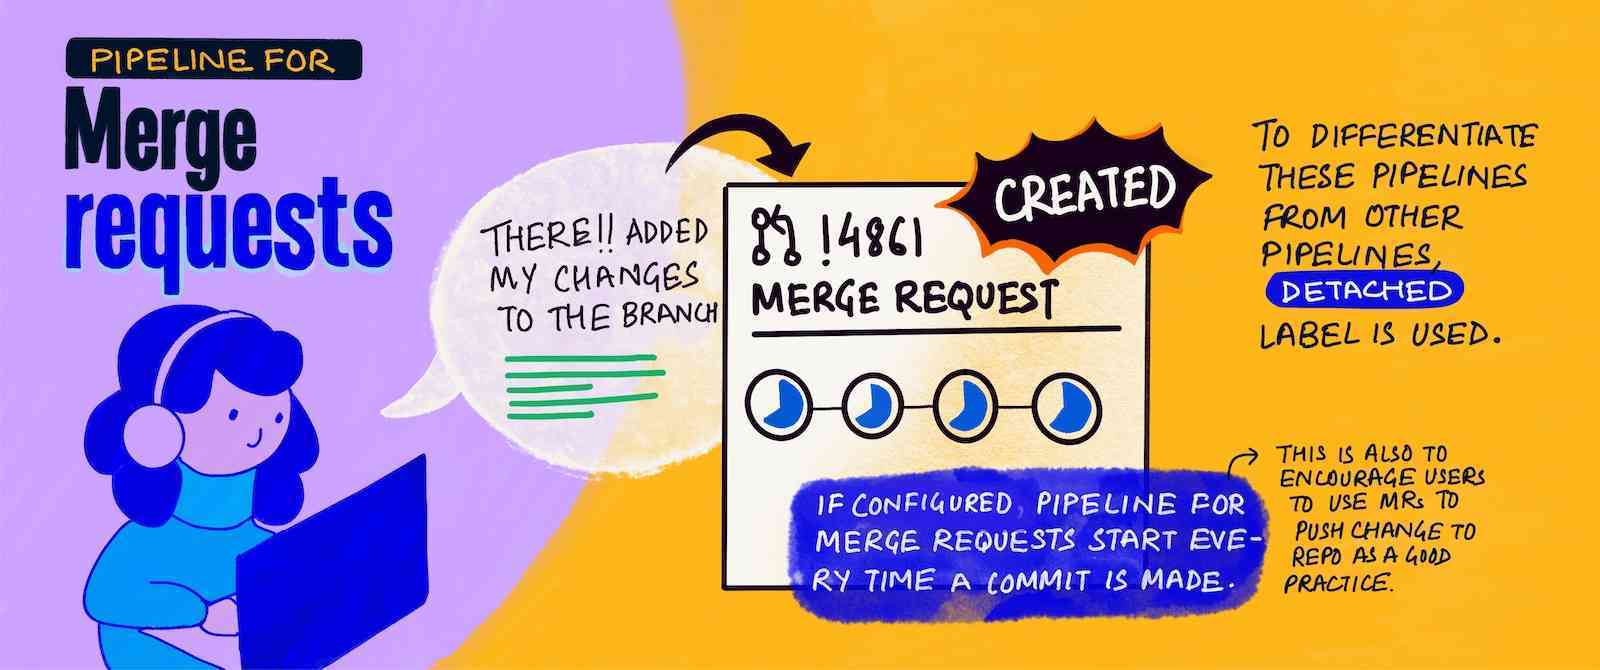 PIPELINE FOR
Merge
requests
THERE!! ADDED
MY CHANGES
TO THE BRANCH
CREATED
!4861
MERGE REQUEST
IF CONFIGURED, PIPELINE FOR
MERGE REQUESTS START EVE-
RY TIME A COMMIT IS MADE.
TO DIFFERENTIATE
THESE PIPELINES
FROM OTHER
PIPELINES,
DETACHED
LABEL IS USED.
THIS IS ALSO TO
ENCOURAGE USERS
TO USE MRs TO
PUSH CHANGE TO
REPO AS A GOOD
PRACTICE.